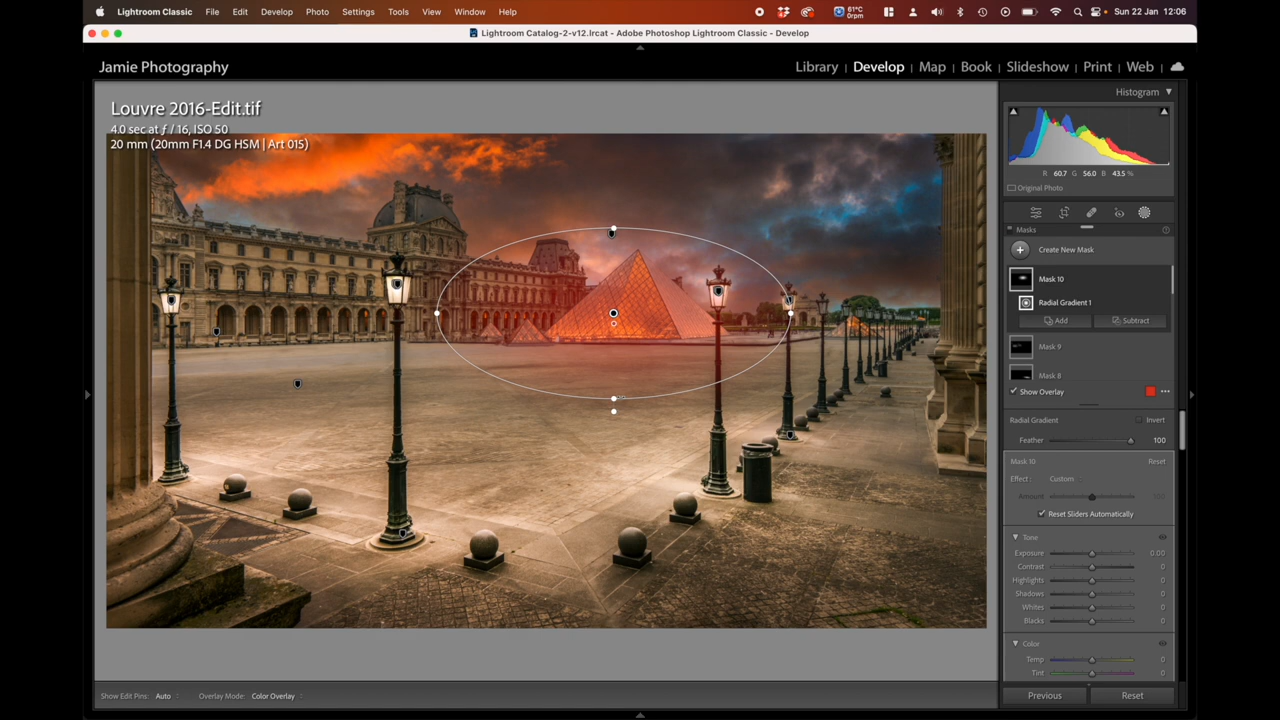 Lightroom Classic File Edit Develop Photo Settings Tools View Window Help 61°C 0rpm Sun 22 Jan 12:06
Lightroom Catalog-2-v12.lrcat - Adobe Photoshop Lightroom Classic - Develop
Jamie Photography Library | Develop | Map | Book | Slideshow | Print | Web
Histogram
Louvre 2016-Edit.tif
4.0 sec at ƒ / 16, ISO 50
20 mm (20mm F1.4 DG HSM | Art 015)
R 60.7 G 56.0 B 43.5 %
Original Photo
Masks
Create New Mask
Mask 10
Radial Gradient 1
Add Subtract
Mask 9
Mask 8
Show Overlay
Radial Gradient Invert
Feather 100
Mask 10 Reset
Effect: Custom
Amount 100
Reset Sliders Automatically
Tone
Exposure 0.00
Contrast 0
Highlights 0
Shadows 0
Whites 0
Blacks 0
Color
Temp 0
Tint 0
Show Edit Pins: Auto Overlay Mode: Color Overlay Previous Reset